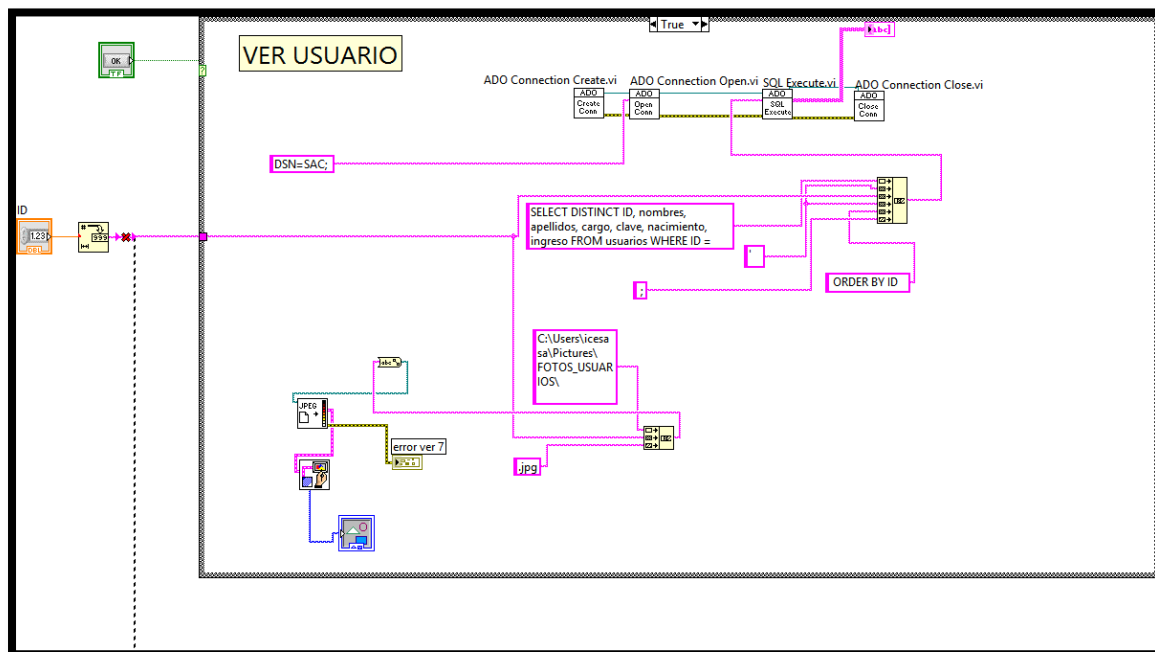 True
OK
TF
VER USUARIO
[abc]
ADO Connection Create.vi
ADO Connection Open.vi
SQL Execute.vi
ADO Connection Close.vi
ADO
Create
Conn
ADO
Open
Conn
ADO
SQL
Execute
ADO
Close
Conn
DSN=SAC;
ID
1.23
DBL
#
999
SELECT DISTINCT ID, nombres,
apellidos, cargo, clave, nacimiento,
ingreso FROM usuarios WHERE ID =
'
;
ORDER BY ID
C:\Users\icesa
sa\Pictures\
FOTOS_USUAR
IOS\
abc
JPEG
error ver 7
.jpg